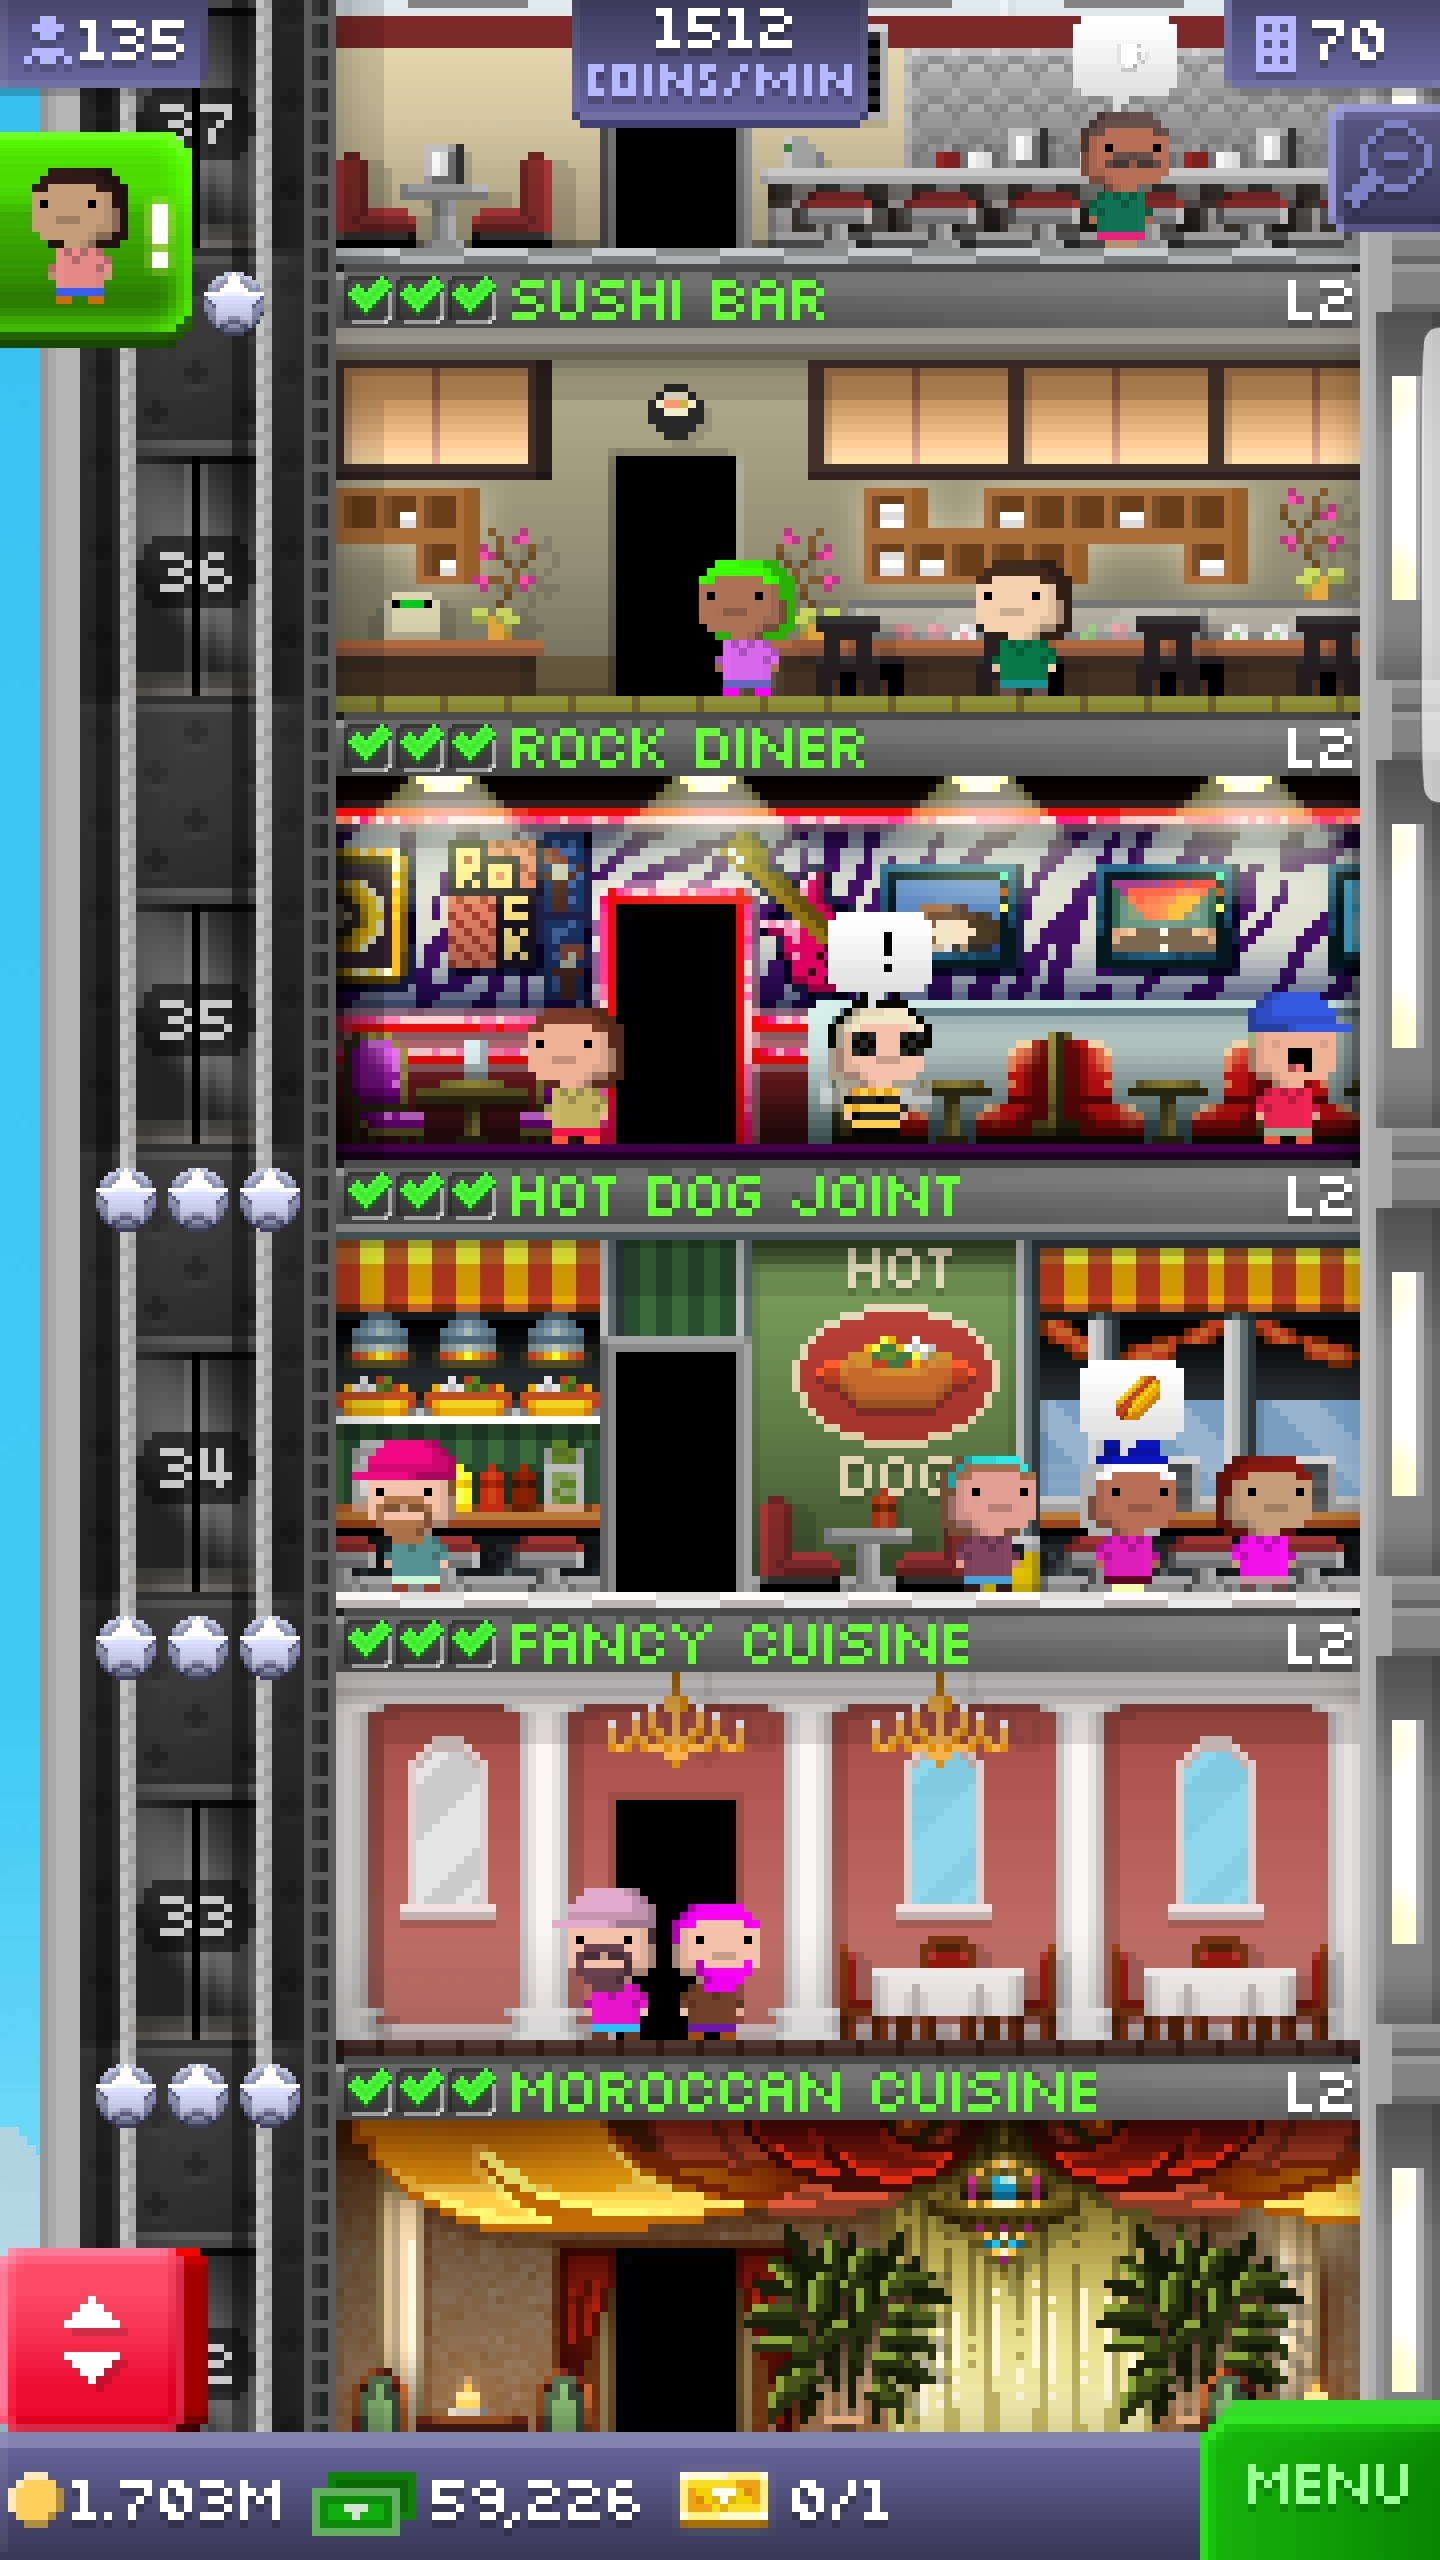 135
1512
COINS/MIN
70
37
!
SUSHI BAR L2
36
ROCK DINER L2
Ro
CK
!
35
HOT DOG JOINT L2
HOT
DOG
34
FANCY CUISINE L2
33
MOROCCAN CUISINE L2
2
1.703M 59,226 0/1
MENU